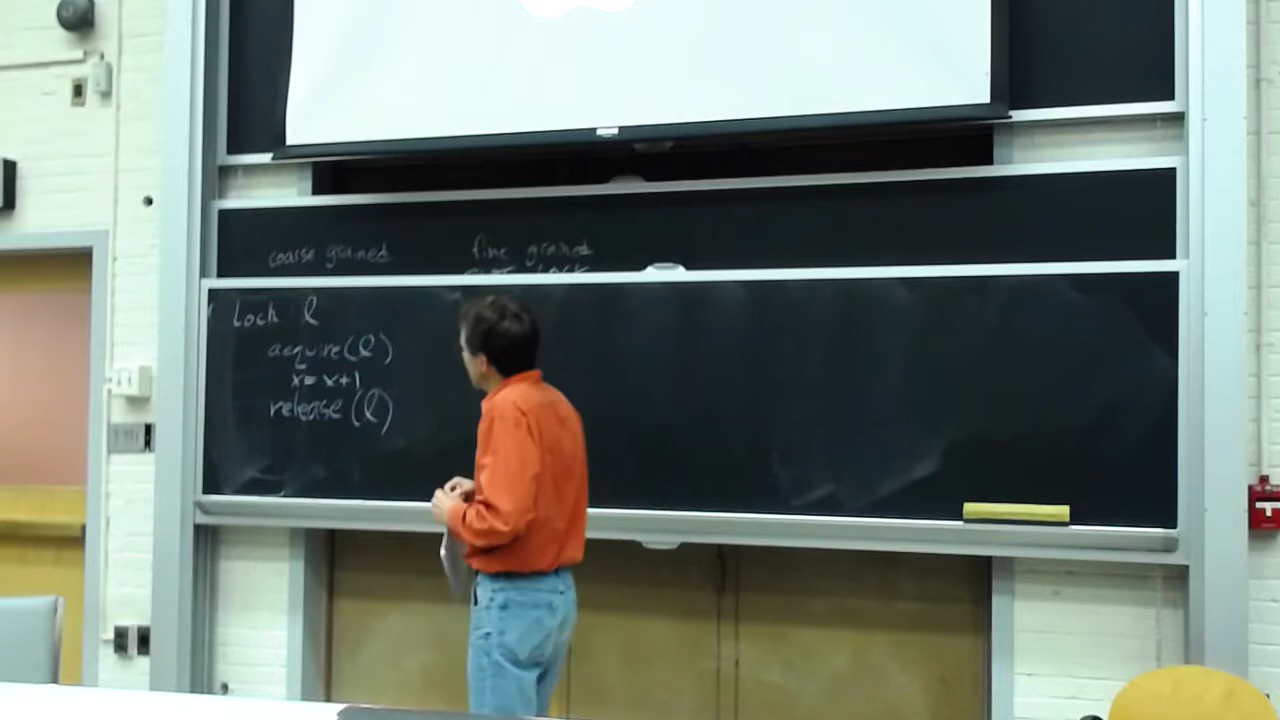 coarse grained fine grained
Lock l
acquire(l)
x = x+1
release(l)